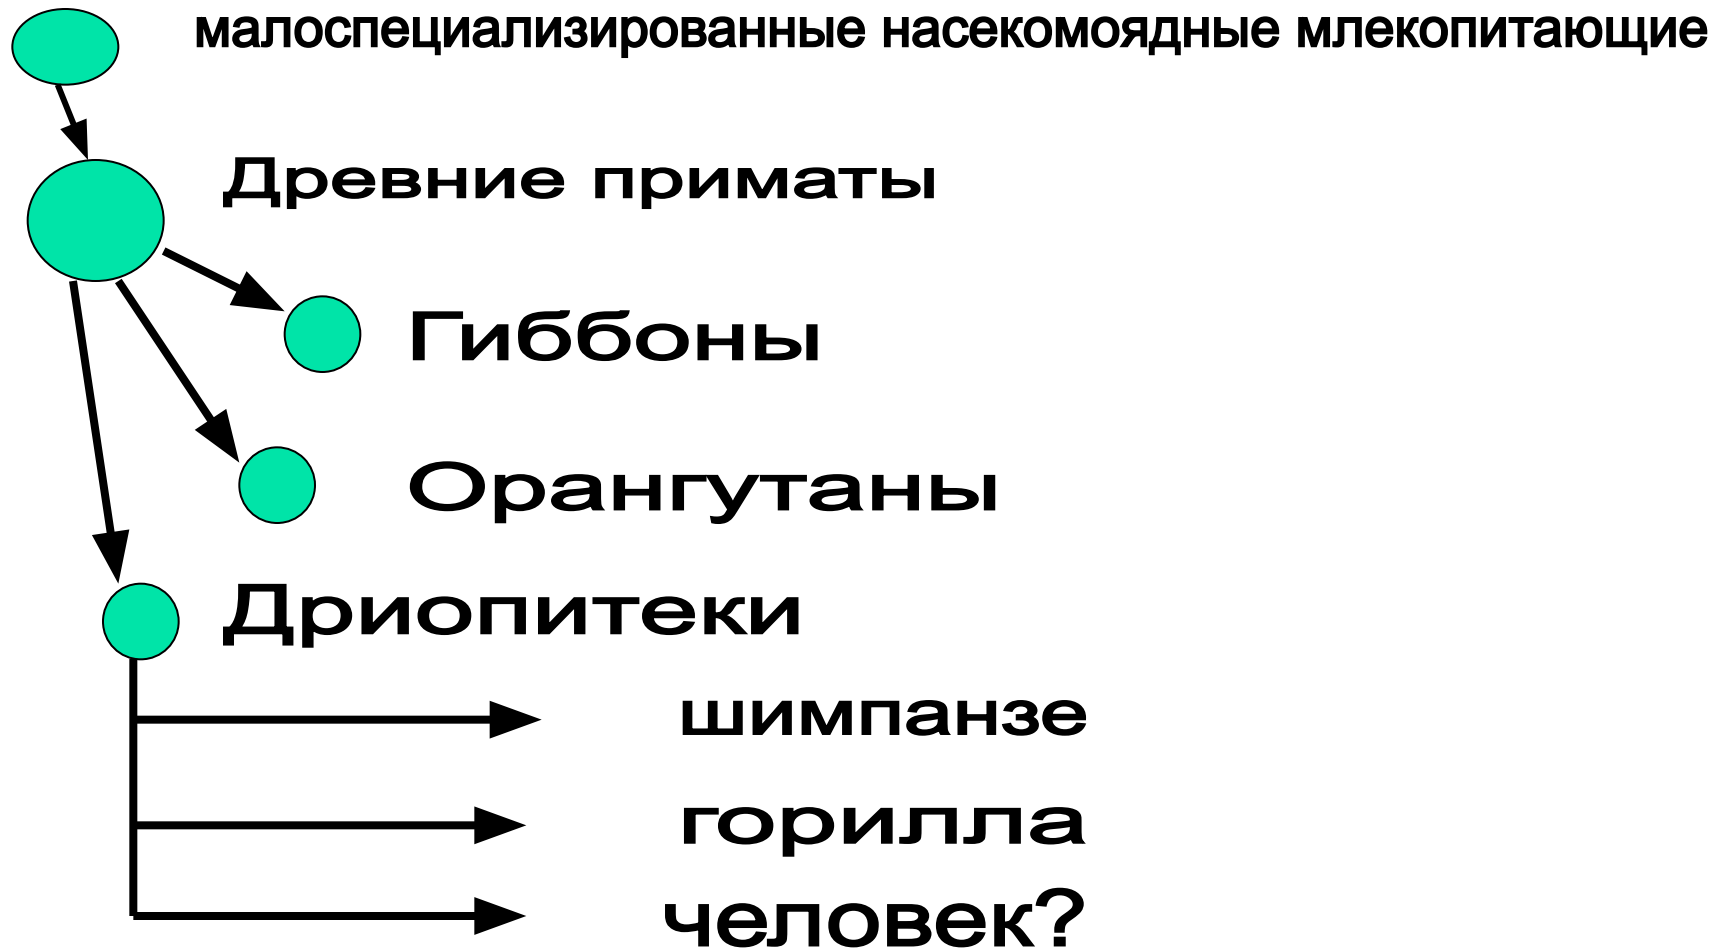 малоспециализированные насекомоядные млекопитающие
Древние приматы
Гиббоны
Орангутаны
Дриопитеки
шимпанзе
горилла
человек?